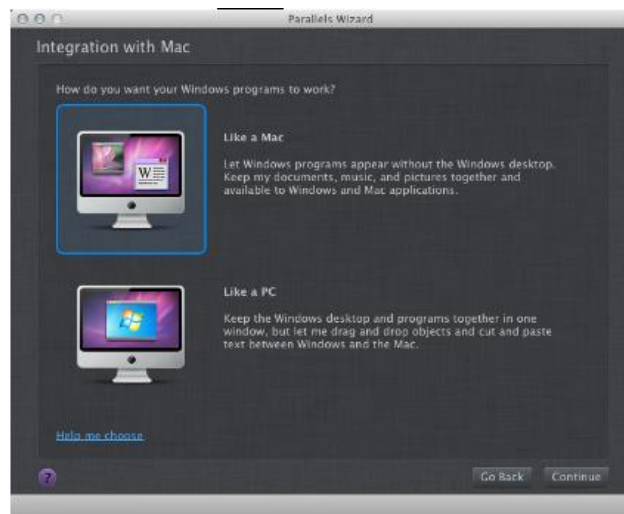 Parallels Wizard
Integration with Mac
How do you want your Windows programs to work?
Like a Mac
Let Windows programs appear without the Windows desktop.
Keep my documents, music, and pictures together and
available to Windows and Mac applications.
W
Like a PC
Keep the Windows desktop and programs together in one
window, but let me drag and drop objects and cut and paste
text between Windows and the Mac.
Help me choose
?
Go Back
Continue